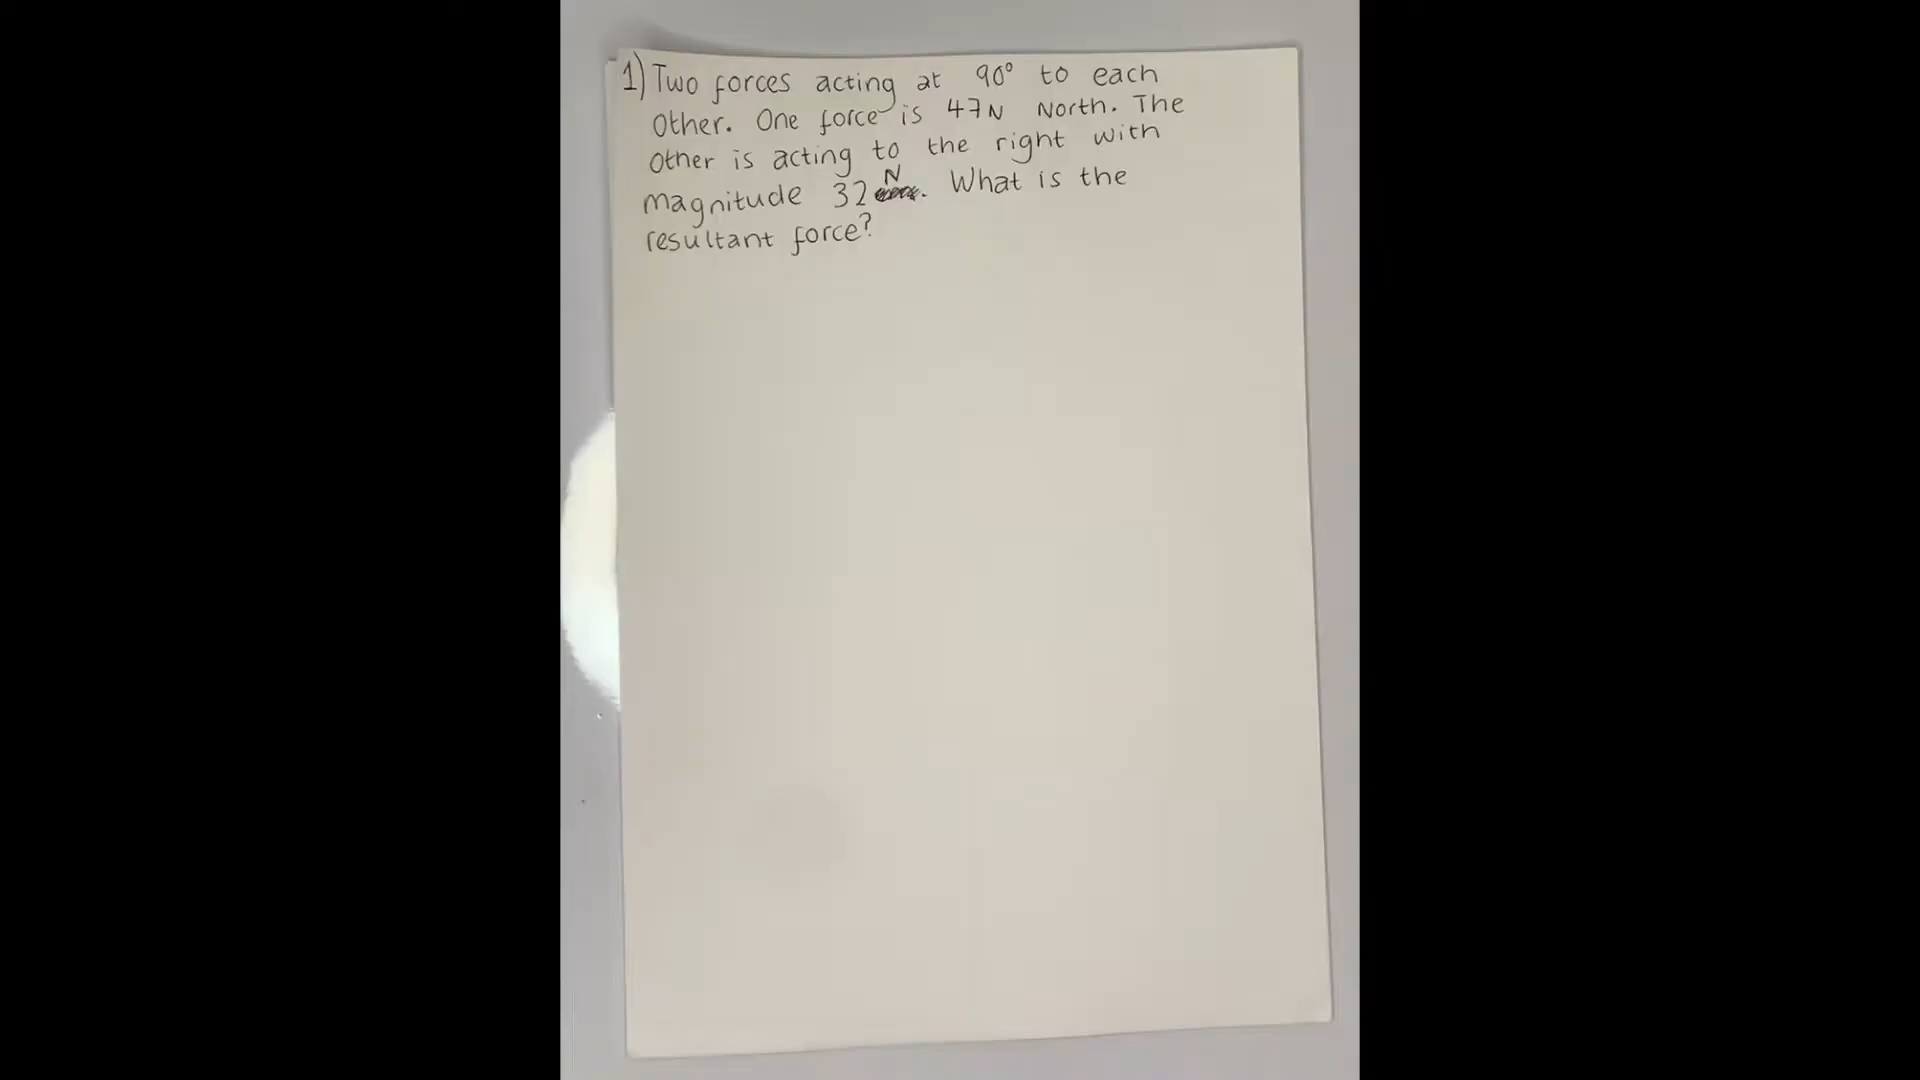 1) Two forces acting at 90° to each
Other. One force is 47N North. The
Other is acting to the right with
magnitude 32 N. What is the
resultant force?